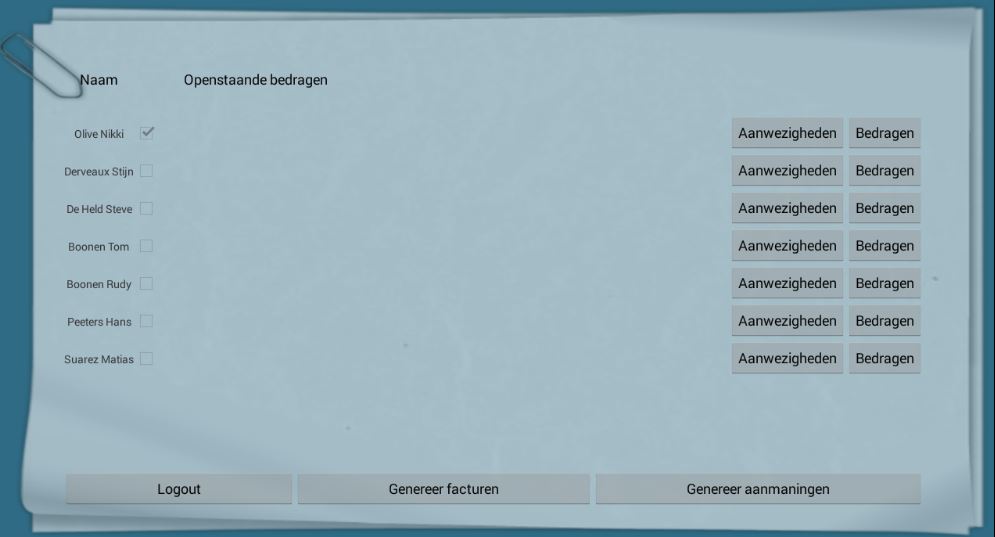 Naam Openstaande bedragen
Olive Nikki Aanwezigheden Bedragen
Derveaux Stijn Aanwezigheden Bedragen
De Held Steve Aanwezigheden Bedragen
Boonen Tom Aanwezigheden Bedragen
Boonen Rudy Aanwezigheden Bedragen
Peeters Hans Aanwezigheden Bedragen
Suarez Matias Aanwezigheden Bedragen
Logout Genereer facturen Genereer aanmaningen